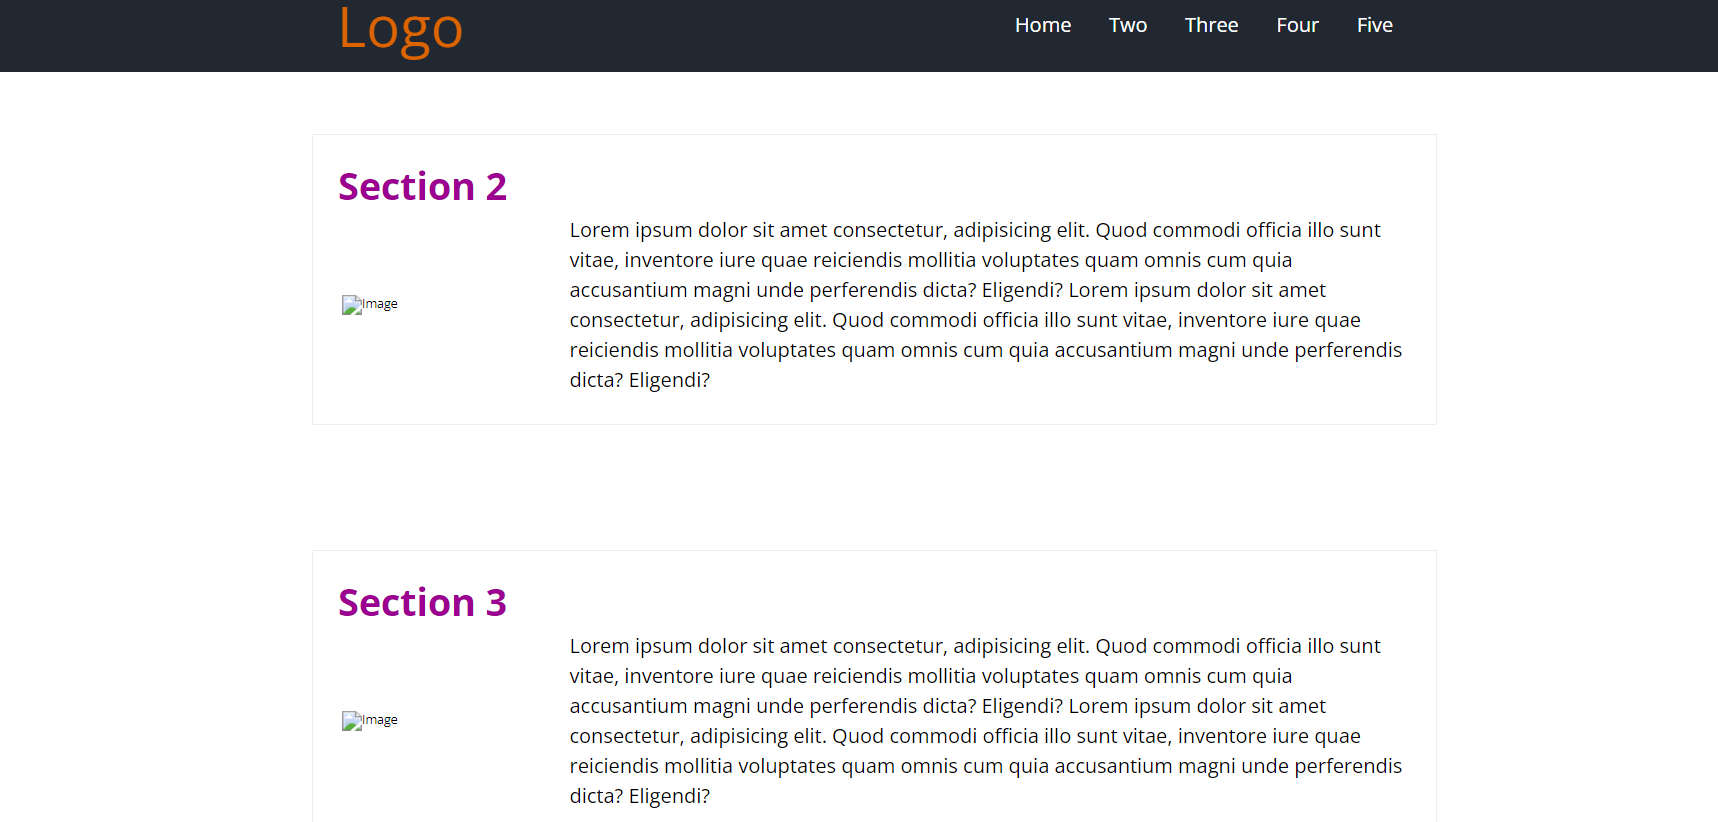 Logo
Home Two Three Four Five
Section 2
Lorem ipsum dolor sit amet consectetur, adipisicing elit. Quod commodi officia illo sunt
vitae, inventore iure quae reiciendis mollitia voluptates quam omnis cum quia
accusantium magni unde perferendis dicta? Eligendi? Lorem ipsum dolor sit amet
consectetur, adipisicing elit. Quod commodi officia illo sunt vitae, inventore iure quae
reiciendis mollitia voluptates quam omnis cum quia accusantium magni unde perferendis
dicta? Eligendi?
Image
Section 3
Lorem ipsum dolor sit amet consectetur, adipisicing elit. Quod commodi officia illo sunt
vitae, inventore iure quae reiciendis mollitia voluptates quam omnis cum quia
accusantium magni unde perferendis dicta? Eligendi? Lorem ipsum dolor sit amet
consectetur, adipisicing elit. Quod commodi officia illo sunt vitae, inventore iure quae
reiciendis mollitia voluptates quam omnis cum quia accusantium magni unde perferendis
dicta? Eligendi?
Image